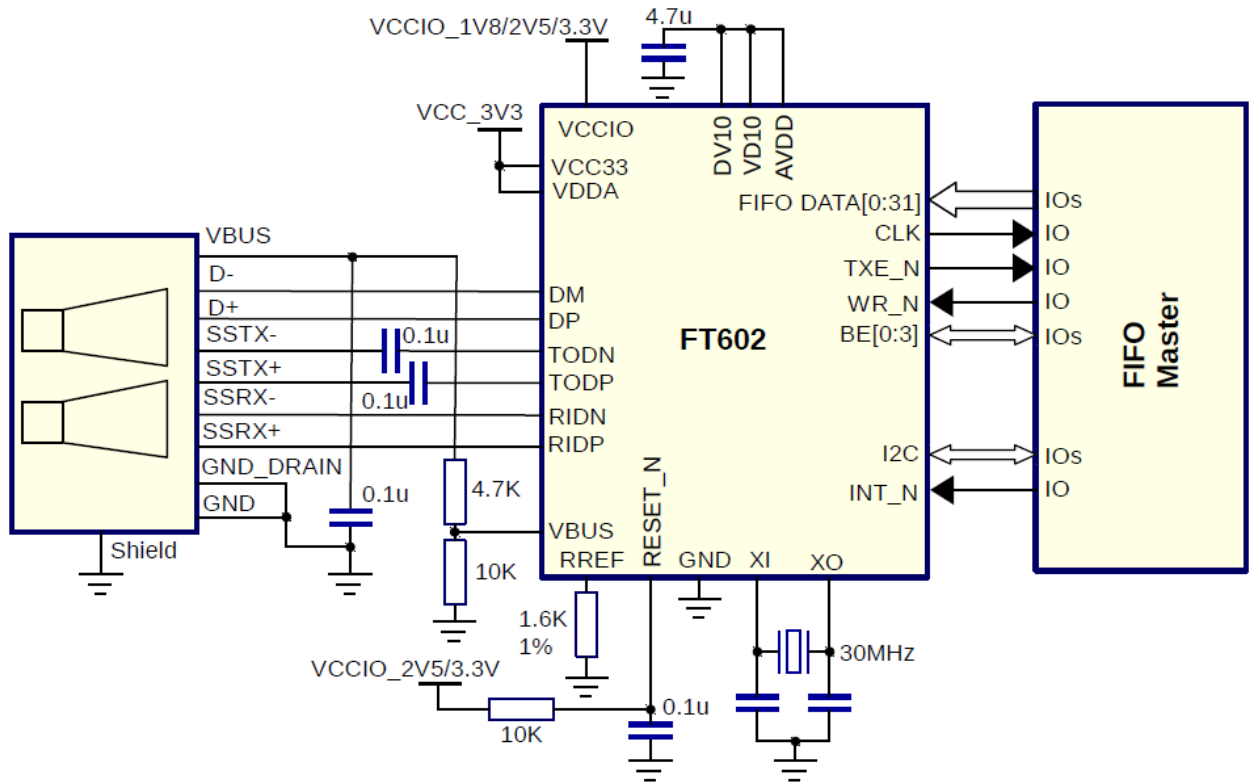 4.7u
VCCIO_1V8/2V5/3.3V
VCC_3V3
VCCIO
VCC33
VDDA
DV10
VD10
AVDD
FIFO DATA[0:31]
IOs
CLK
IO
TXE_N
IO
WR_N
IO
BE[0:3]
IOs
FT602
FIFO
Master
I2C
IOs
INT_N
IO
VBUS
D-
DM
D+
DP
SSTX-
0.1u
TODN
SSTX+
0.1u
TODP
SSRX-
RIDN
SSRX+
RIDP
GND_DRAIN
GND
0.1u
4.7K
VBUS
Shield
10K
RREF
RESET_N
GND
XI
XO
1.6K
1%
30MHz
VCCIO_2V5/3.3V
10K
0.1u